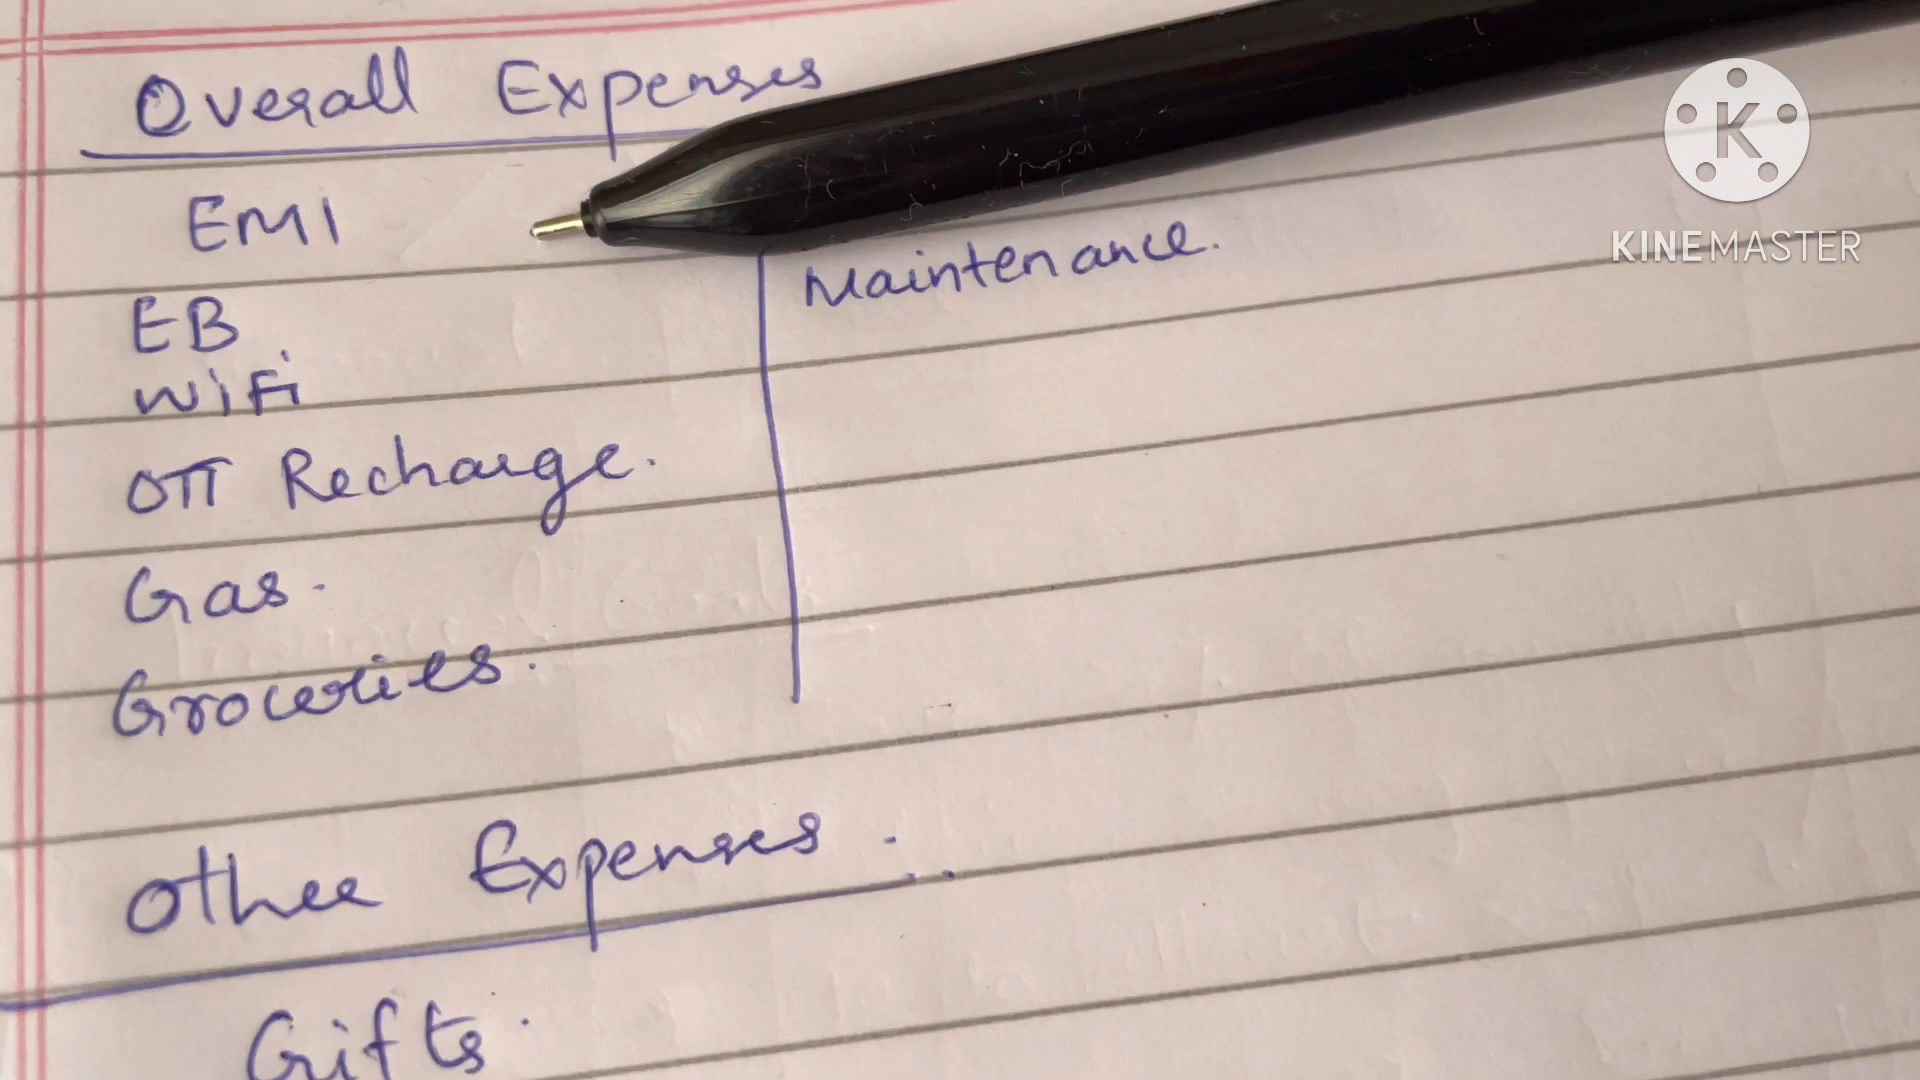 Overall Expenses
EMI
EB
WiFi
OTT Recharge.
Gas.
Groceries.
Maintenance.
Other Expenses.
Gifts.
K
KINEMASTER